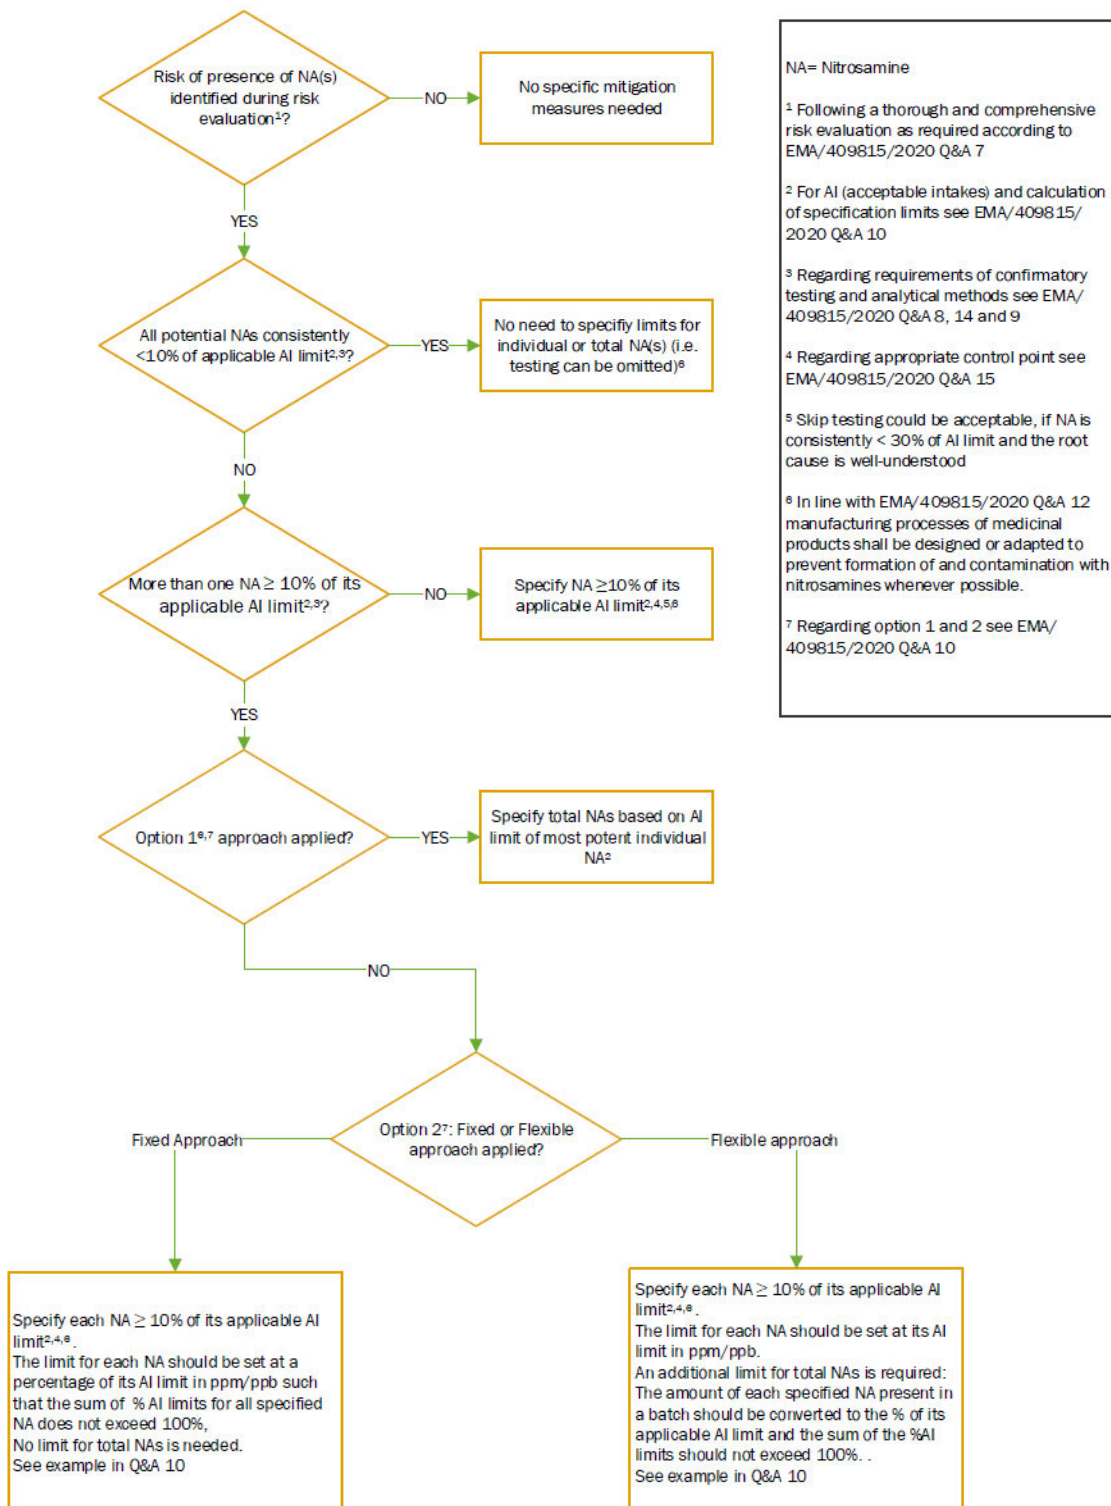 Risk of presence of NA(s)
identified during risk
evaluation¹?
NO
No specific mitigation
measures needed
YES
All potential NAs consistently
<10% of applicable AI limit²,³?
YES
No need to specifiy limits for
individual or total NA(s) (i.e.
testing can be omitted)⁶
NO
More than one NA ≥ 10% of its
applicable AI limit²,³?
NO
Specify NA ≥10% of its
applicable AI limit²,⁴,⁵,⁶
YES
Option 1⁶,⁷ approach applied?
YES
Specify total NAs based on AI
limit of most potent individual
NA²
NO
Option 2⁷: Fixed or Flexible
approach applied?
Fixed Approach
Flexible approach
Specify each NA ≥ 10% of its applicable AI
limit²,⁴,⁶.
The limit for each NA should be set at a
percentage of its AI limit in ppm/ppb such
that the sum of % AI limits for all specified
NA does not exceed 100%,
No limit for total NAs is needed.
See example in Q&A 10
Specify each NA ≥ 10% of its applicable AI
limit²,⁴,⁶.
The limit for each NA should be set at its AI
limit in ppm/ppb.
An additional limit for total NAs is required:
The amount of each specified NA present in
a batch should be converted to the % of its
applicable AI limit and the sum of the %AI
limits should not exceed 100%. .
See example in Q&A 10
NA= Nitrosamine
¹ Following a thorough and comprehensive
risk evaluation as required according to
EMA/409815/2020 Q&A 7
² For AI (acceptable intakes) and calculation
of specification limits see EMA/409815/
2020 Q&A 10
³ Regarding requirements of confirmatory
testing and analytical methods see EMA/
409815/2020 Q&A 8, 14 and 9
⁴ Regarding appropriate control point see
EMA/409815/2020 Q&A 15
⁵ Skip testing could be acceptable, if NA is
consistently < 30% of AI limit and the root
cause is well-understood
⁶ In line with EMA/409815/2020 Q&A 12
manufacturing processes of medicinal
products shall be designed or adapted to
prevent formation of and contamination with
nitrosamines whenever possible.
⁷ Regarding option 1 and 2 see EMA/
409815/2020 Q&A 10